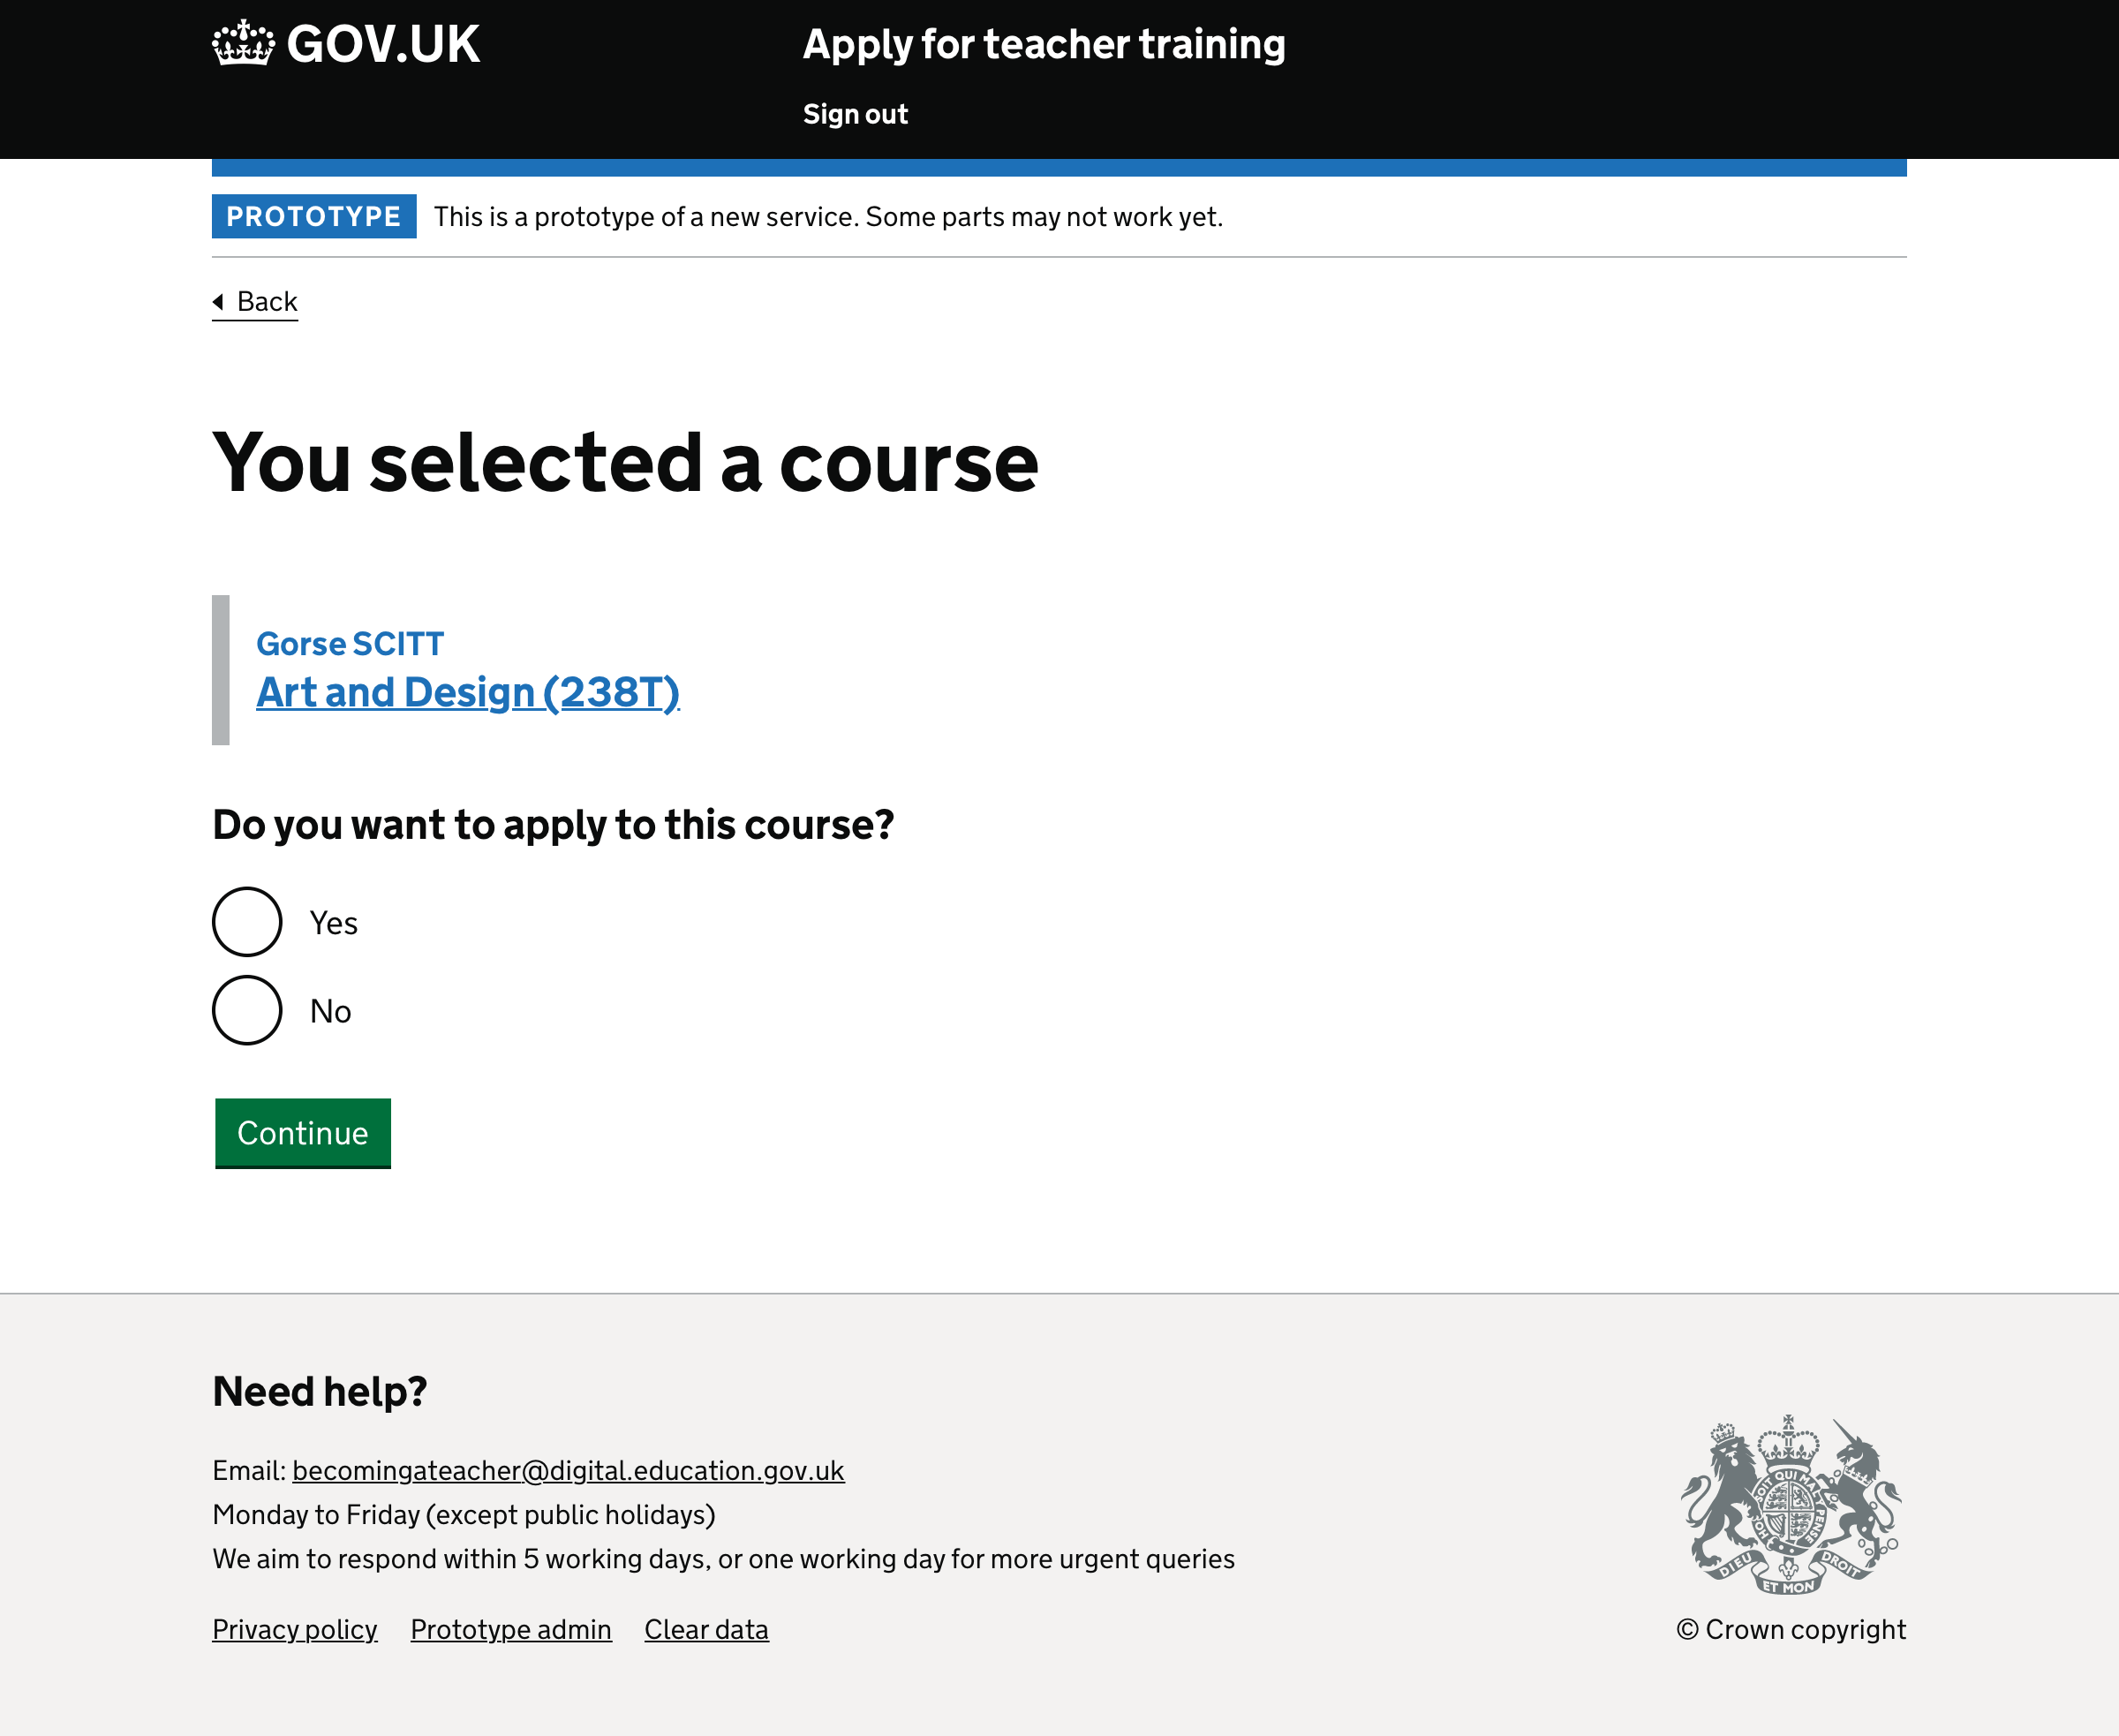 GOV.UK
Apply for teacher training
Sign out
PROTOTYPE This is a prototype of a new service. Some parts may not work yet.
Back
You selected a course
Gorse SCITT
Art and Design (238T)
Do you want to apply to this course?
Yes
No
Continue
Need help?
Email: becomingateacher@digital.education.gov.uk
Monday to Friday (except public holidays)
We aim to respond within 5 working days, or one working day for more urgent queries
Privacy policy Prototype admin Clear data
SOIT QUI MAL Y PENSE
DIEU ET MON DROIT
© Crown copyright